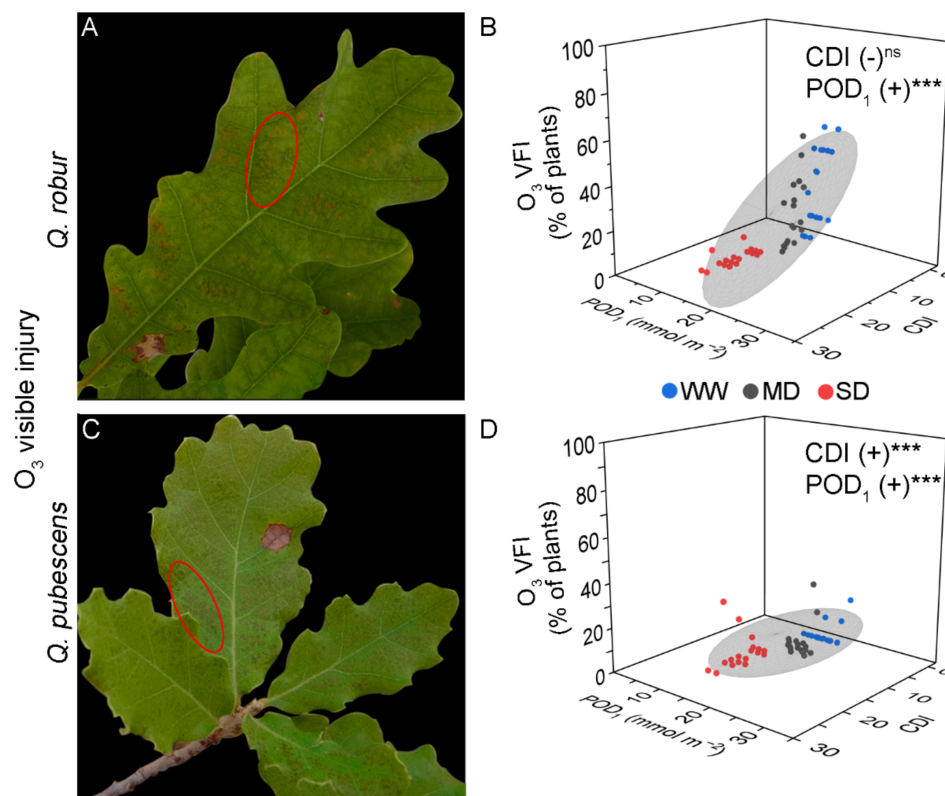 O₃ visible injury
Q. robur
A
B
CDI (-)ⁿˢ
POD₁ (+)***
O₃ VFI
(% of plants)
100
80
60
40
20
0
10
20
30
POD₁ (mmol m⁻²)
0
10
20
30
CDI
WW MD SD
Q. pubescens
C
D
CDI (+)***
POD₁ (+)***
O₃ VFI
(% of plants)
100
80
60
40
20
0
10
20
30
POD₁ (mmol m⁻²)
0
10
20
30
CDI